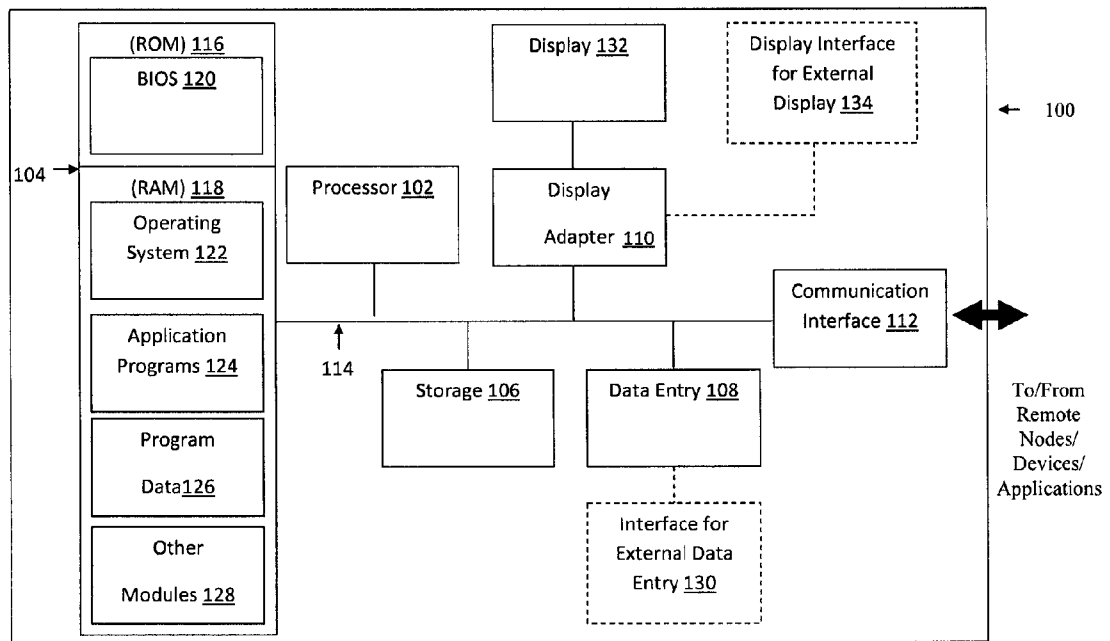 (ROM) 116
BIOS 120
104
(RAM) 118
Operating
System 122
Application
Programs 124
Program
Data126
Other
Modules 128
Processor 102
Display 132
Display Interface
for External
Display 134
100
Display
Adapter 110
Communication
Interface 112
114
Storage 106
Data Entry 108
Interface for
External Data
Entry 130
To/From
Remote
Nodes/
Devices/
Applications